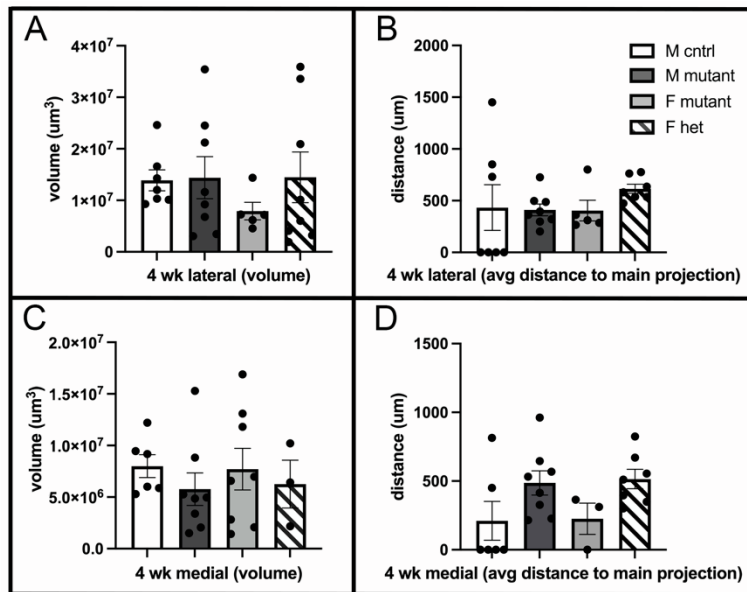 A
volume (um³)
4×10⁷
3×10⁷
2×10⁷
1×10⁷
0
4 wk lateral (volume)
B
distance (um)
2000
1500
1000
500
0
M cntrl
M mutant
F mutant
F het
4 wk lateral (avg distance to main projection)
C
volume (um³)
2.0×10⁷
1.5×10⁷
1.0×10⁷
5.0×10⁶
0.0
4 wk medial (volume)
D
distance (um)
1500
1000
500
0
4 wk medial (avg distance to main projection)